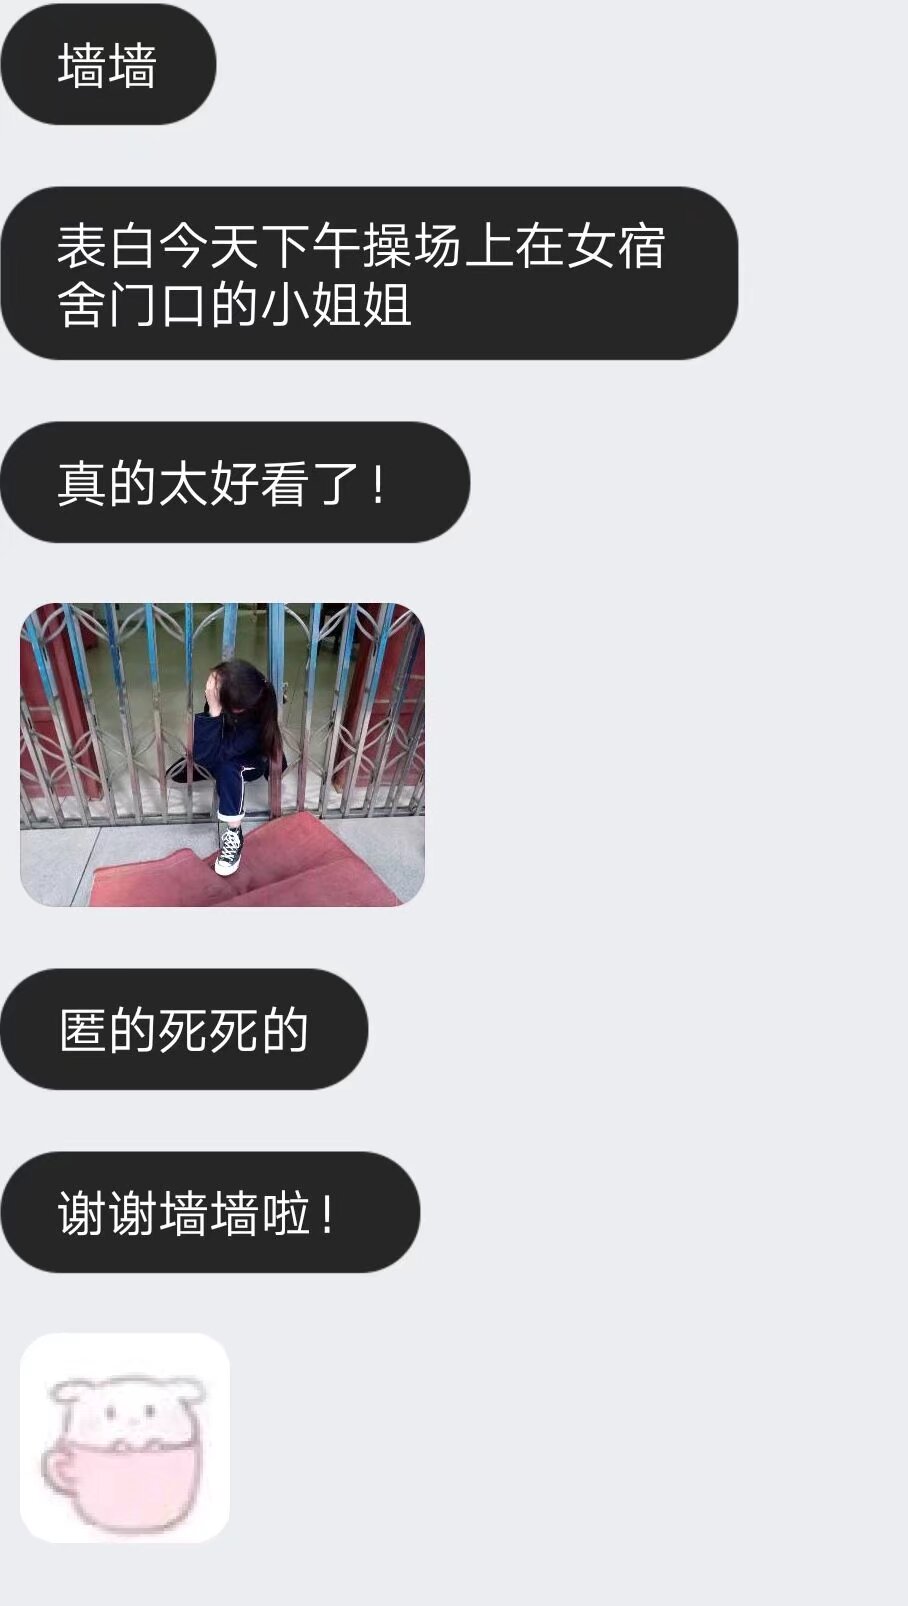 墙墙
表白今天下午操场上在女宿
舍门口的小姐姐
真的太好看了！
匿的死死的
谢谢墙墙啦！